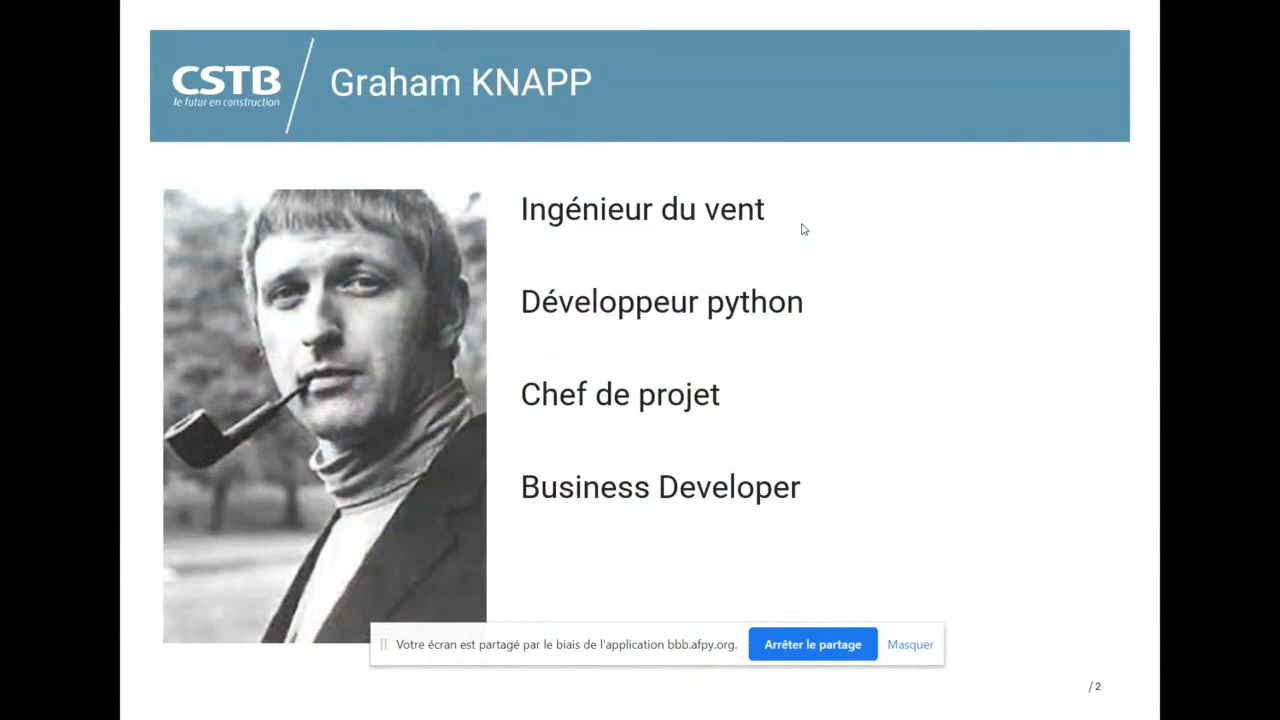 CSTB
le futur en construction
Graham KNAPP
Ingénieur du vent
Développeur python
Chef de projet
Business Developer
Votre écran est partagé par le biais de l'application bbb.afpy.org.
Arrêter le partage
Masquer
/ 2